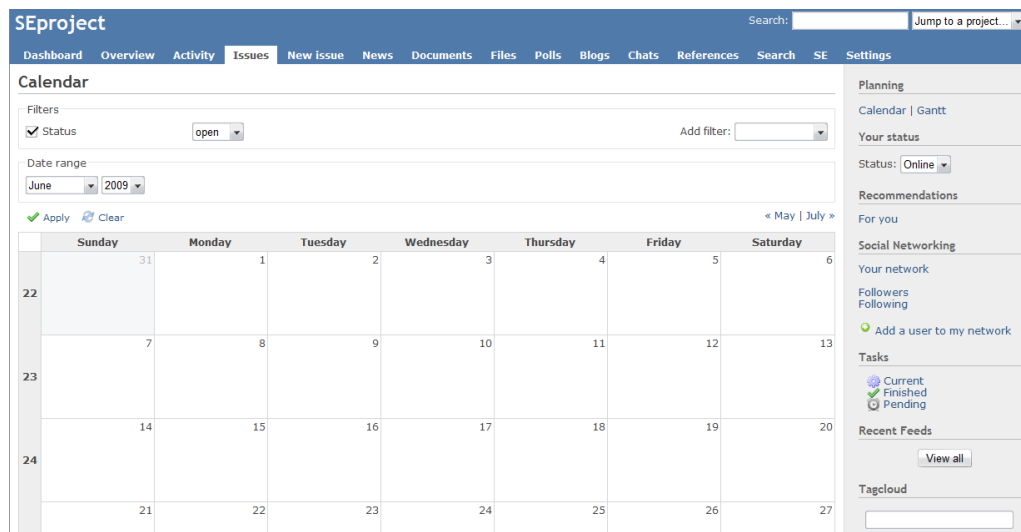 SEproject
Search:
Jump to a project...
Dashboard Overview Activity Issues New issue News Documents Files Polls Blogs Chats References Search SE Settings
Calendar
Filters
Status open Add filter:
Date range
June 2009
Apply Clear « May | July »
Sunday Monday Tuesday Wednesday Thursday Friday Saturday
31 1 2 3 4 5 6
22
7 8 9 10 11 12 13
23
14 15 16 17 18 19 20
24
21 22 23 24 25 26 27
Planning
Calendar | Gantt
Your status
Status: Online
Recommendations
For you
Social Networking
Your network
Followers
Following
Add a user to my network
Tasks
Current
Finished
Pending
Recent Feeds
View all
Tagcloud